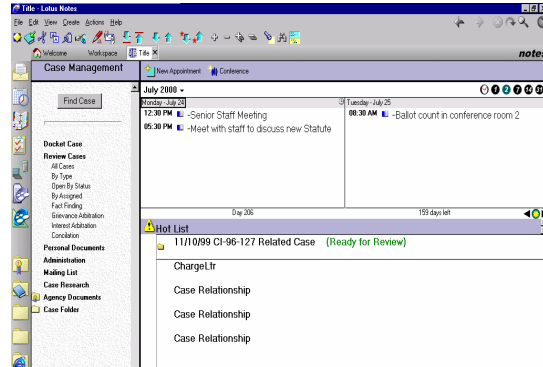 Title - Lotus Notes
File Edit View Create Actions Help
Welcome Workspace Title
notes
Case Management
New Appointment Conference
Find Case
July 2000
Monday - July 24
Tuesday - July 25
12:30 PM -Senior Staff Meeting
08:30 AM -Ballot count in conference room 2
05:30 PM -Meet with staff to discuss new Statute
Docket Case
Review Cases
All Cases
By Type
Open By Status
By Assigned
Fact Finding
Grievance Arbitration
Interest Arbitration
Conciliation
Personal Documents
Administration
Mailing List
Case Research
Agency Documents
Case Folder
Day 206
159 days left
Hot List
11/10/99 CI-96-127 Related Case (Ready for Review)
ChargeLtr
Case Relationship
Case Relationship
Case Relationship